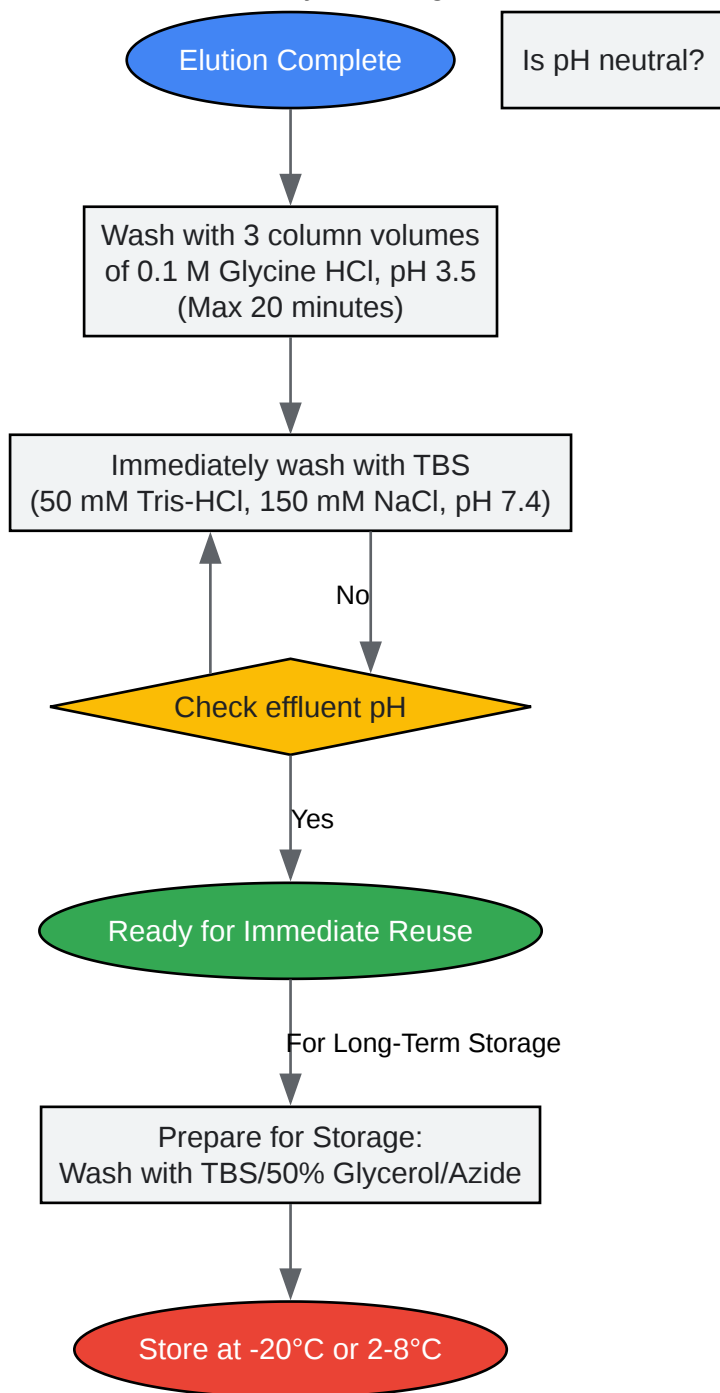 Elution Complete
Is pH neutral?
Wash with 3 column volumes
of 0.1 M Glycine HCl, pH 3.5
(Max 20 minutes)
Immediately wash with TBS
(50 mM Tris-HCl, 150 mM NaCl, pH 7.4)
No
Check effluent pH
Yes
Ready for Immediate Reuse
For Long-Term Storage
Prepare for Storage:
Wash with TBS/50% Glycerol/Azide
Store at -20°C or 2-8°C